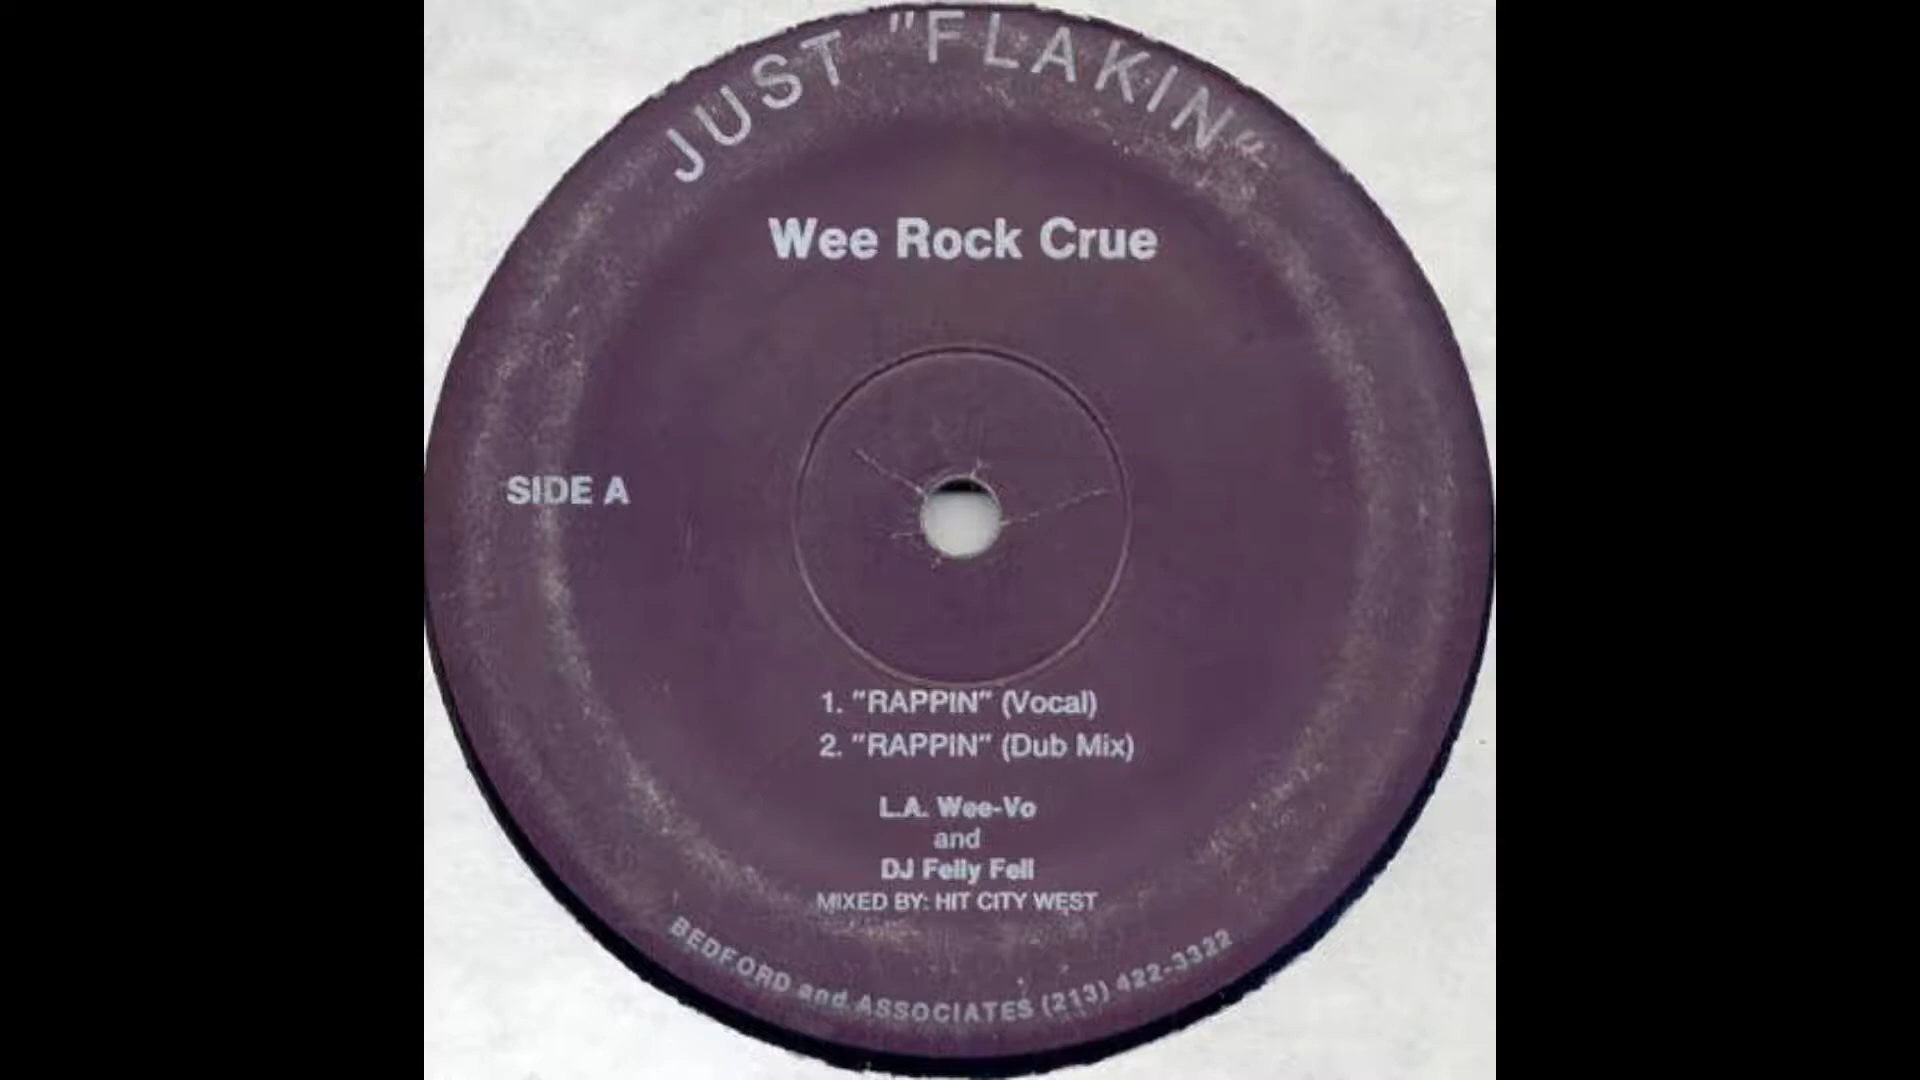 JUST "FLAKIN"
Wee Rock Crue
SIDE A
1. "RAPPIN" (Vocal)
2. "RAPPIN" (Dub Mix)
L.A. Wee-Vo
and
DJ Felly Fell
MIXED BY: HIT CITY WEST
BEDFORD and ASSOCIATES (213) 422-3322